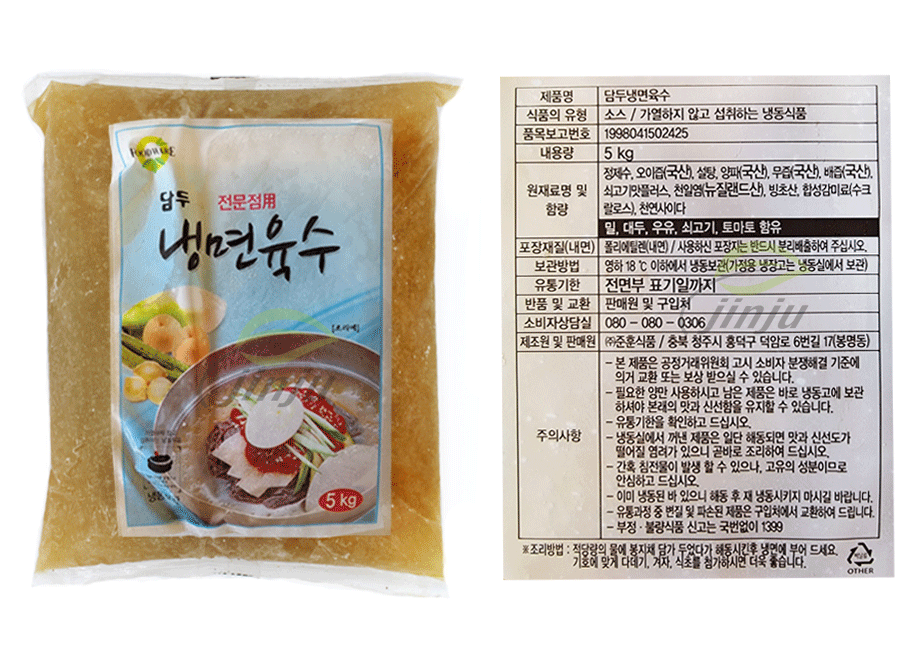 FOODWARE
담두
전문점用
냉면육수
[조리예]
5 kg
jinju
제품명 담두냉면육수
식품의 유형 소스 / 가열하지 않고 섭취하는 냉동식품
품목보고번호 1998041502425
내용량 5 kg
원재료명 및 함량
정제수, 오이즙(국산), 설탕, 양파(국산), 무즙(국산), 배즙(국산),
쇠고기맛플러스, 천일염(뉴질랜드산), 빙초산, 합성감미료(수크
랄로스), 천연사이다
밀, 대두, 우유, 쇠고기, 토마토 함유
포장재질(내면) 폴리에틸렌(내면) / 사용하신 포장재는 반드시 분리배출하여 주십시오.
보관방법 영하 18℃ 이하에서 냉동보관(가정용 냉장고는 냉동실에서 보관)
유통기한 전면부 표기일까지
반품 및 교환 판매원 및 구입처
소비자상담실 080 - 080 - 0306
jinju
제조원 및 판매원 ㈜준훈식품 / 충북 청주시 흥덕구 덕암로 6번길 17(봉명동)
주의사항
- 본 제품은 공정거래위원회 고시 소비자 분쟁해결 기준에
의거 교환 또는 보상 받으실 수 있습니다.
- 필요한 양만 사용하시고 남은 제품은 바로 냉동고에 보관
하셔야 본래의 맛과 신선함을 유지할 수 있습니다.
- 유통기한을 확인하고 드십시오.
- 냉동실에서 꺼낸 제품은 일단 해동되면 맛과 신선도가
떨어질 염려가 있으니 곧바로 조리하여 드십시오.
- 간혹 침전물이 발생 할 수 있으나, 고유의 성분이므로
안심하고 드십시오.
- 이미 냉동된 바 있으니 해동 후 재 냉동시키지 마시길 바랍니다.
- 유통과정 중 변질 및 파손된 제품은 구입처에서 교환하여 드립니다.
- 부정·불량식품 신고는 국번없이 1399
※조리방법 : 적당량의 물에 봉지째 담가 두었다가 해동시킨후 냉면에 부어 드세요.
기호에 맞게 다데기, 겨자, 식초를 첨가하시면 더욱 좋습니다.
OTHER